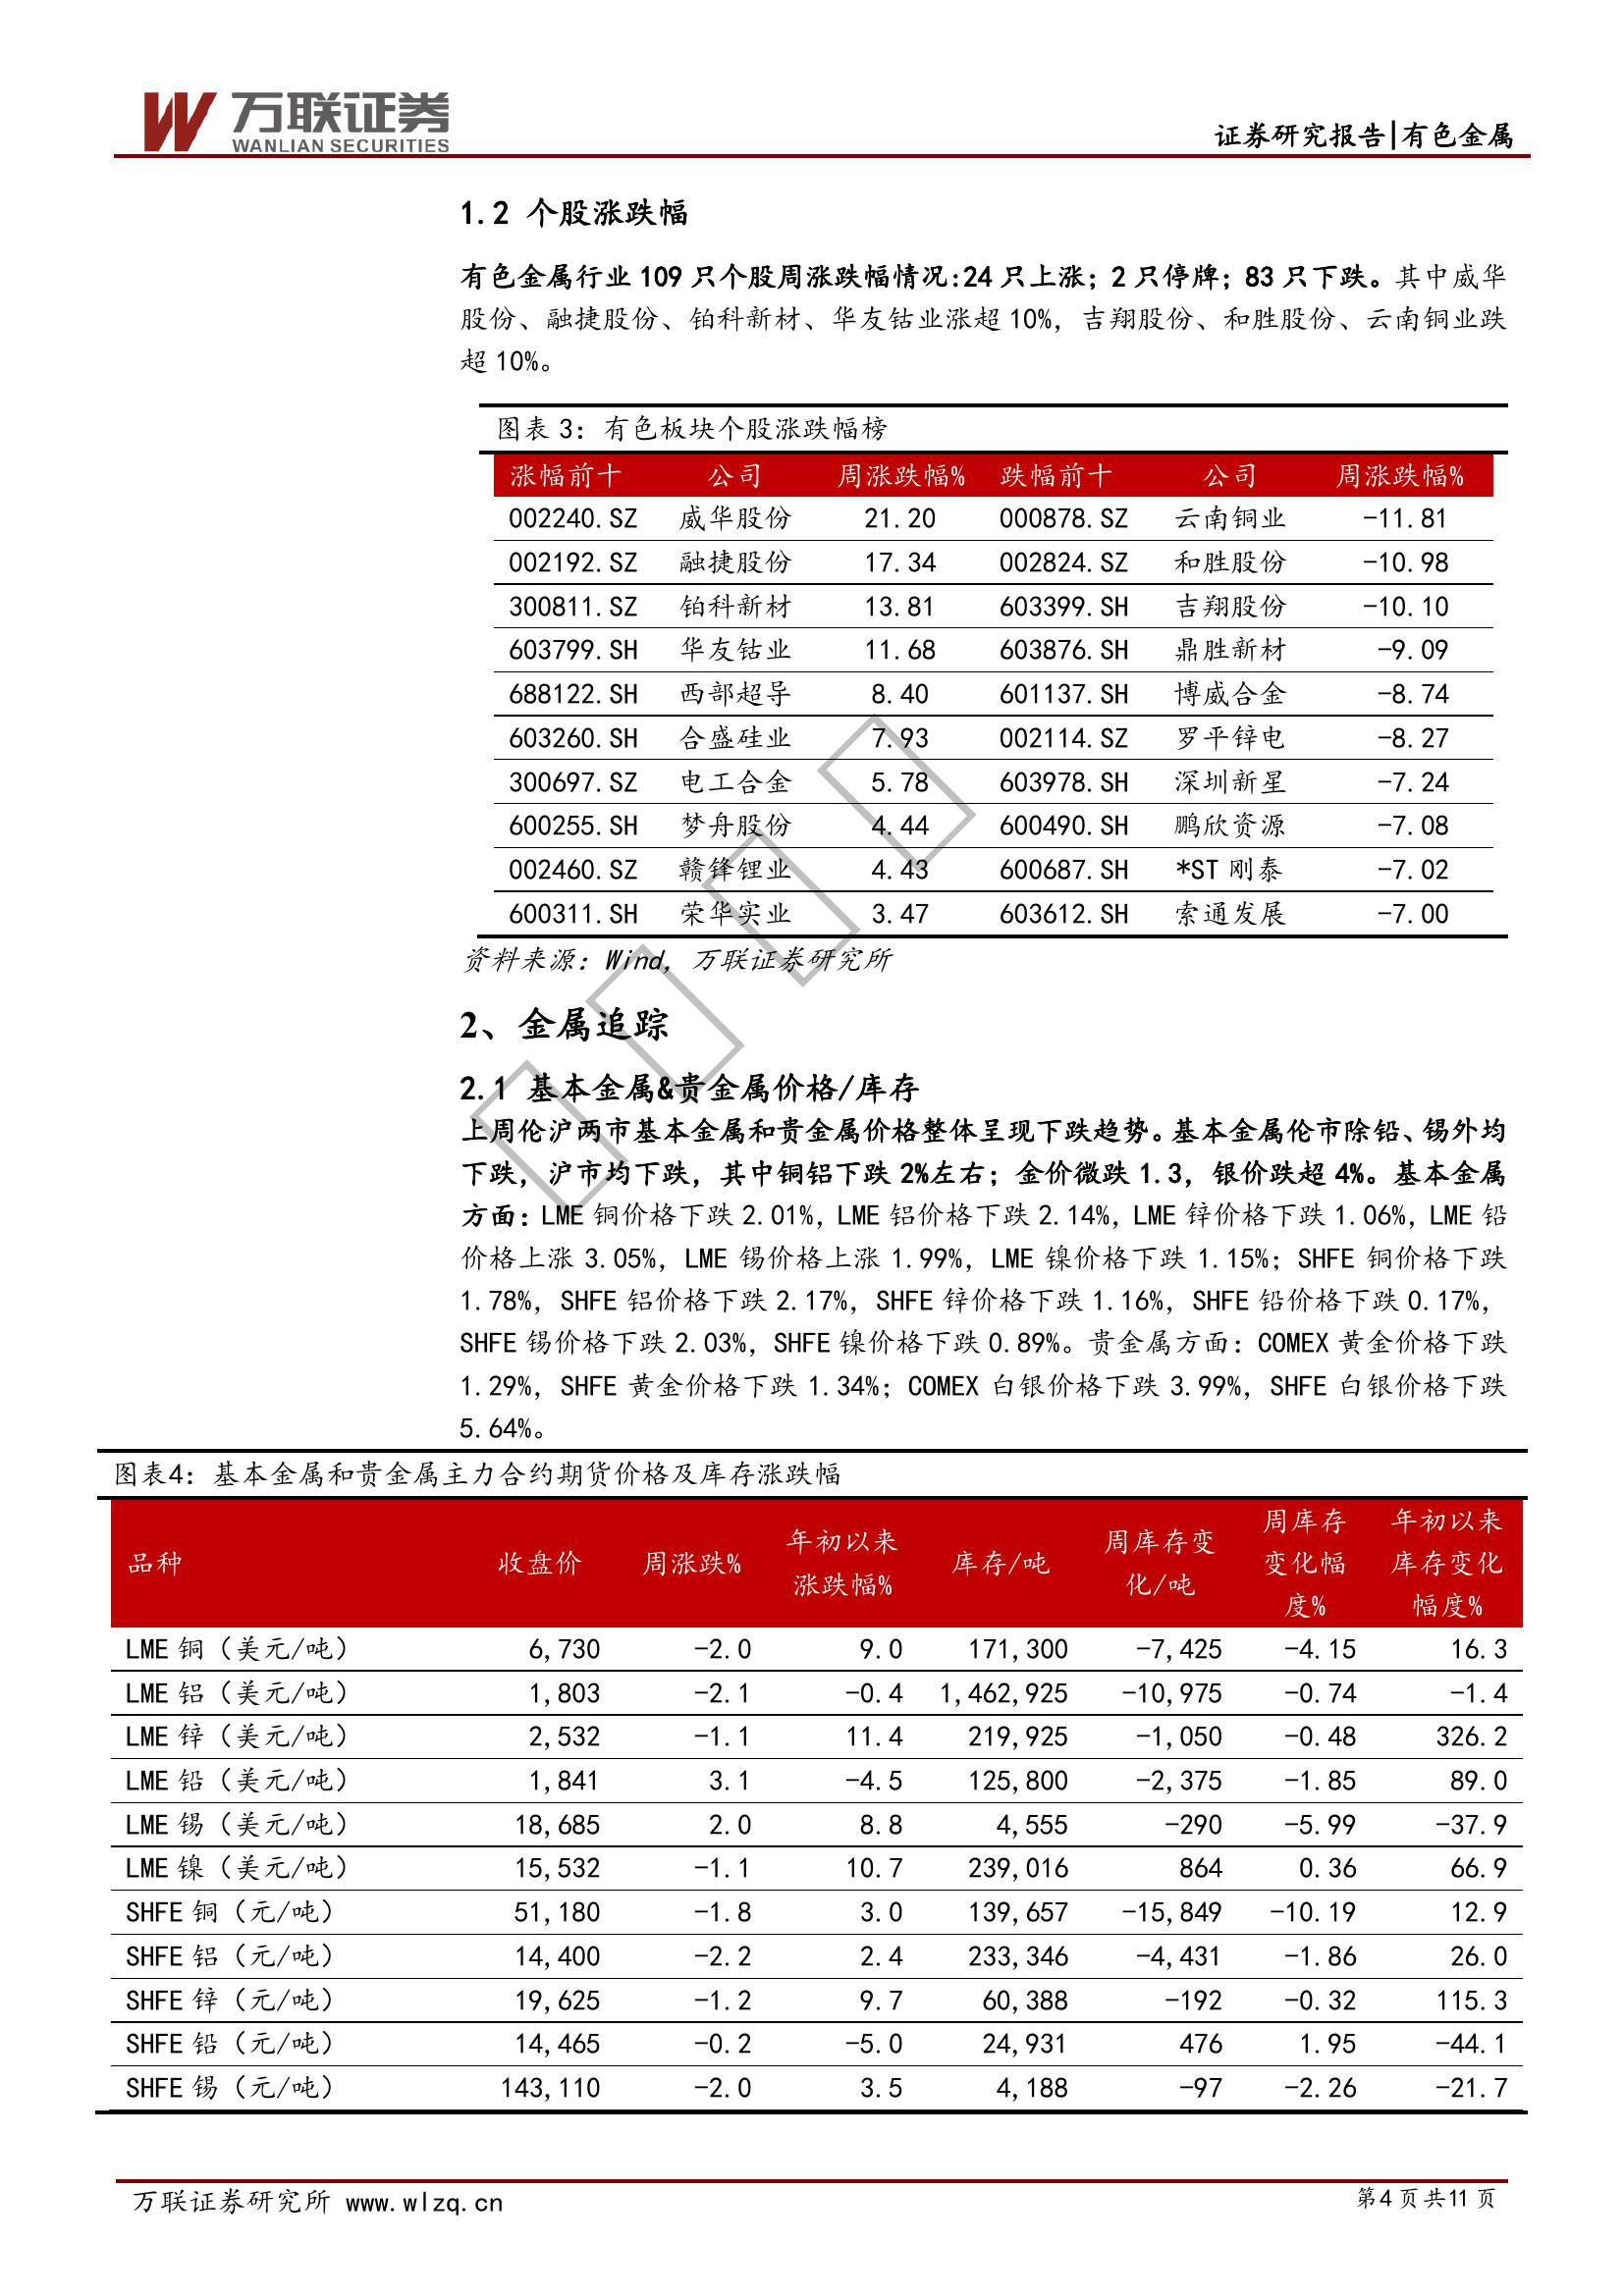 万联证券
WANLIAN SECURITIES
证券研究报告|有色金属
1.2 个股涨跌幅
有色金属行业 109 只个股周涨跌幅情况:24 只上涨；2 只停牌；83 只下跌。其中威华
股份、融捷股份、铂科新材、华友钴业涨超 10%，吉翔股份、和胜股份、云南铜业跌
超 10%。
图表 3：有色板块个股涨跌幅榜
涨幅前十 公司 周涨跌幅% 跌幅前十 公司 周涨跌幅%
002240.SZ 威华股份 21.20 000878.SZ 云南铜业 -11.81
002192.SZ 融捷股份 17.34 002824.SZ 和胜股份 -10.98
300811.SZ 铂科新材 13.81 603399.SH 吉翔股份 -10.10
603799.SH 华友钴业 11.68 603876.SH 鼎胜新材 -9.09
688122.SH 西部超导 8.40 601137.SH 博威合金 -8.74
603260.SH 合盛硅业 7.93 002114.SZ 罗平锌电 -8.27
300697.SZ 电工合金 5.78 603978.SH 深圳新星 -7.24
600255.SH 梦舟股份 4.44 600490.SH 鹏欣资源 -7.08
002460.SZ 赣锋锂业 4.43 600687.SH *ST 刚泰 -7.02
600311.SH 荣华实业 3.47 603612.SH 索通发展 -7.00
资料来源：Wind，万联证券研究所
2、金属追踪
2.1 基本金属&贵金属价格/库存
上周伦沪两市基本金属和贵金属价格整体呈现下跌趋势。基本金属伦市除铅、锡外均
下跌，沪市均下跌，其中铜铝下跌 2%左右；金价微跌 1.3，银价跌超 4%。基本金属
方面：LME 铜价格下跌 2.01%，LME 铝价格下跌 2.14%，LME 锌价格下跌 1.06%，LME 铅
价格上涨 3.05%，LME 锡价格上涨 1.99%，LME 镍价格下跌 1.15%；SHFE 铜价格下跌
1.78%，SHFE 铝价格下跌 2.17%，SHFE 锌价格下跌 1.16%，SHFE 铅价格下跌 0.17%，
SHFE 锡价格下跌 2.03%，SHFE 镍价格下跌 0.89%。贵金属方面：COMEX 黄金价格下跌
1.29%，SHFE 黄金价格下跌 1.34%；COMEX 白银价格下跌 3.99%，SHFE 白银价格下跌
5.64%。
图表4：基本金属和贵金属主力合约期货价格及库存涨跌幅
品种 收盘价 周涨跌% 年初以来涨跌幅% 库存/吨 周库存变化/吨 周库存变化幅度% 年初以来库存变化幅度%
LME 铜（美元/吨） 6,730 -2.0 9.0 171,300 -7,425 -4.15 16.3
LME 铝（美元/吨） 1,803 -2.1 -0.4 1,462,925 -10,975 -0.74 -1.4
LME 锌（美元/吨） 2,532 -1.1 11.4 219,925 -1,050 -0.48 326.2
LME 铅（美元/吨） 1,841 3.1 -4.5 125,800 -2,375 -1.85 89.0
LME 锡（美元/吨） 18,685 2.0 8.8 4,555 -290 -5.99 -37.9
LME 镍（美元/吨） 15,532 -1.1 10.7 239,016 864 0.36 66.9
SHFE 铜（元/吨） 51,180 -1.8 3.0 139,657 -15,849 -10.19 12.9
SHFE 铝（元/吨） 14,400 -2.2 2.4 233,346 -4,431 -1.86 26.0
SHFE 锌（元/吨） 19,625 -1.2 9.7 60,388 -192 -0.32 115.3
SHFE 铅（元/吨） 14,465 -0.2 -5.0 24,931 476 1.95 -44.1
SHFE 锡（元/吨） 143,110 -2.0 3.5 4,188 -97 -2.26 -21.7
万联证券研究所 www.wlzq.cn
第4 页 共11 页